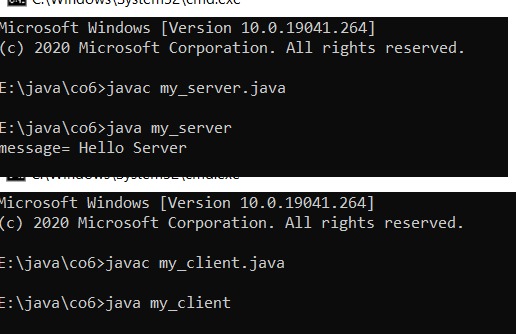 C:\Windows\System32\cmd.exe
Microsoft Windows [Version 10.0.19041.264]
(c) 2020 Microsoft Corporation. All rights reserved.
E:\java\co6>javac my_server.java
E:\java\co6>java my_server
message= Hello Server
C:\Windows\System32\cmd.exe
Microsoft Windows [Version 10.0.19041.264]
(c) 2020 Microsoft Corporation. All rights reserved.
E:\java\co6>javac my_client.java
E:\java\co6>java my_client